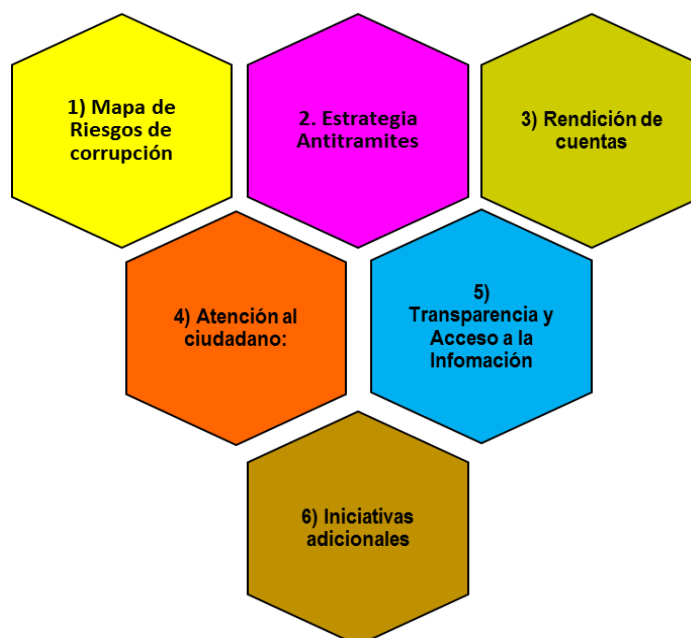 1) Mapa de
Riesgos de
corrupción
2. Estrategia
Antitramites
3) Rendición de
cuentas
4) Atención al
ciudadano:
5)
Transparencia y
Acceso a la
Infomación
6) Iniciativas
adicionales